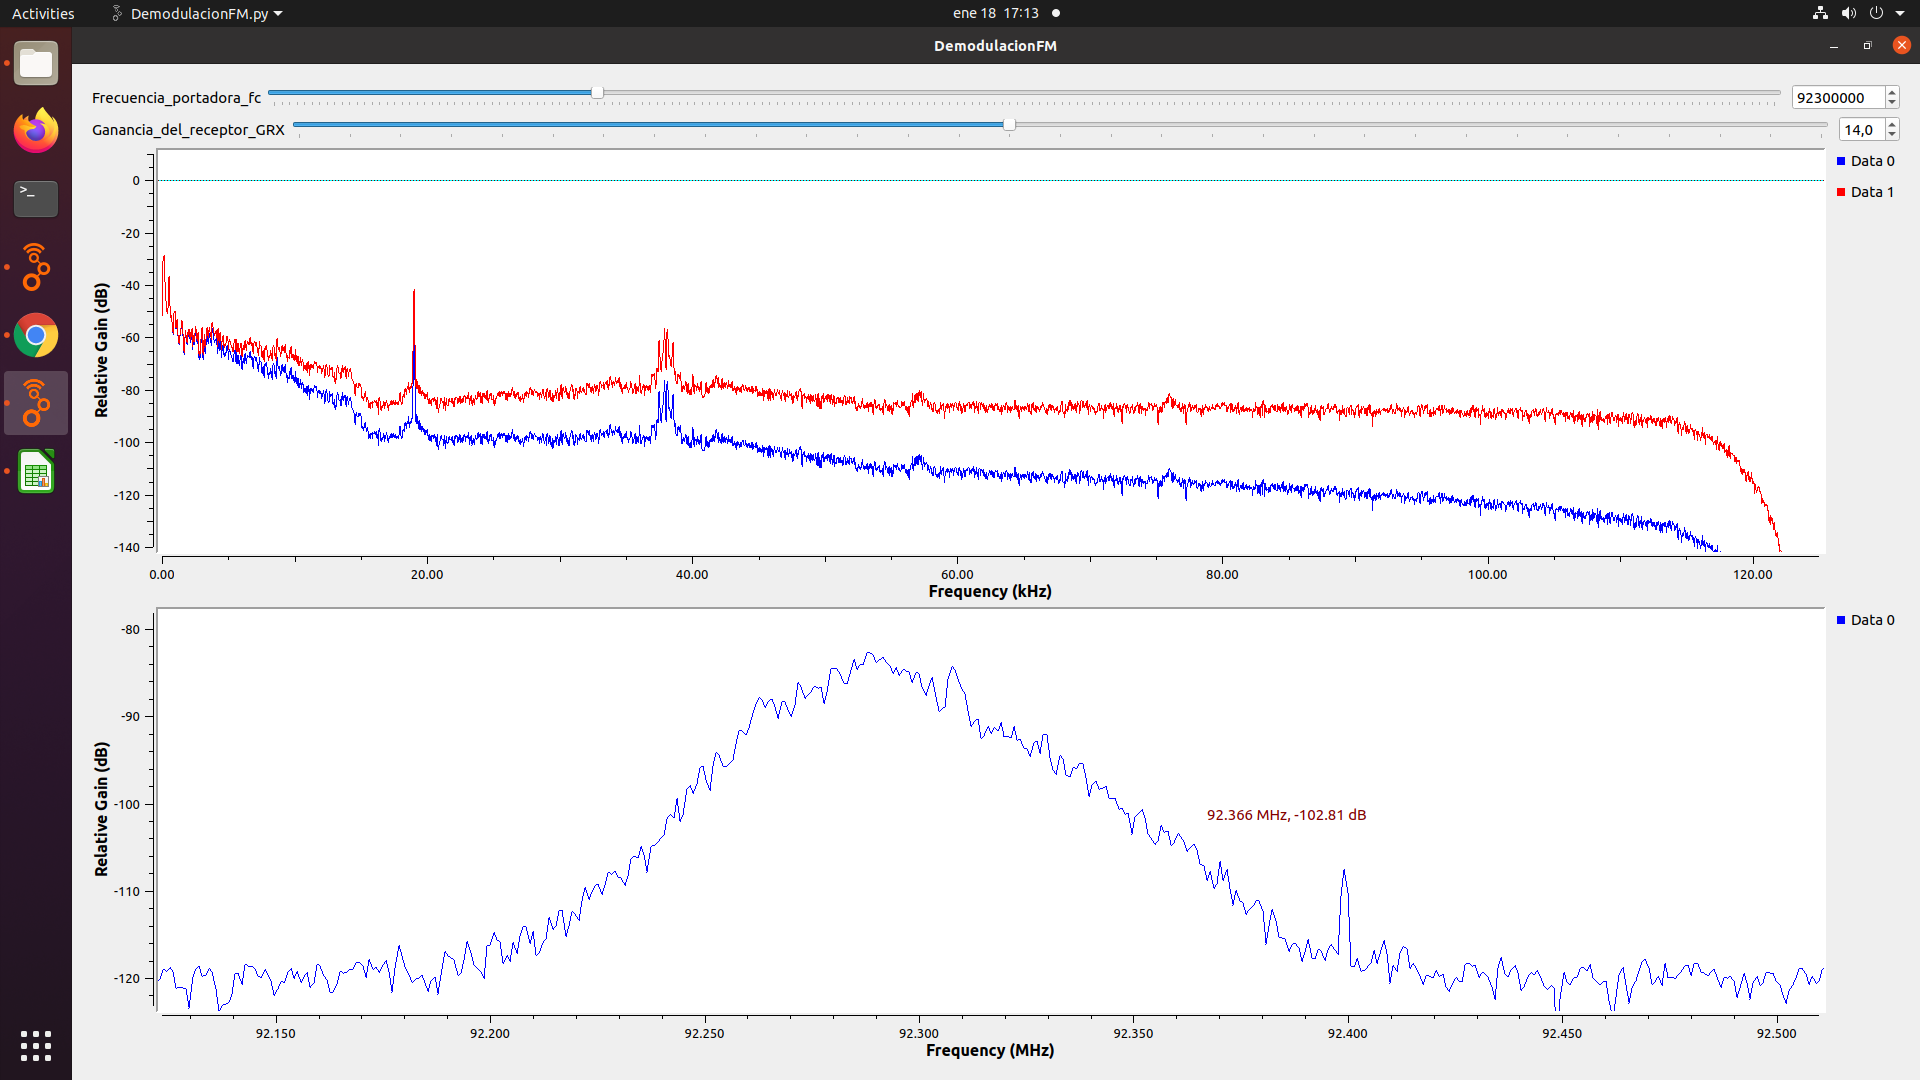 Activities DemodulacionFM.py ene 18 17:13
DemodulacionFM
Frecuencia_portadora_fc 92300000
Ganancia_del_receptor_GRX 14,0
Data 0
Data 1
Relative Gain (dB)
0
-20
-40
-60
-80
-100
-120
-140
0.00 20.00 40.00 60.00 80.00 100.00 120.00
Frequency (kHz)
Data 0
Relative Gain (dB)
-80
-90
-100
-110
-120
92.366 MHz, -102.81 dB
92.150 92.200 92.250 92.300 92.350 92.400 92.450 92.500
Frequency (MHz)